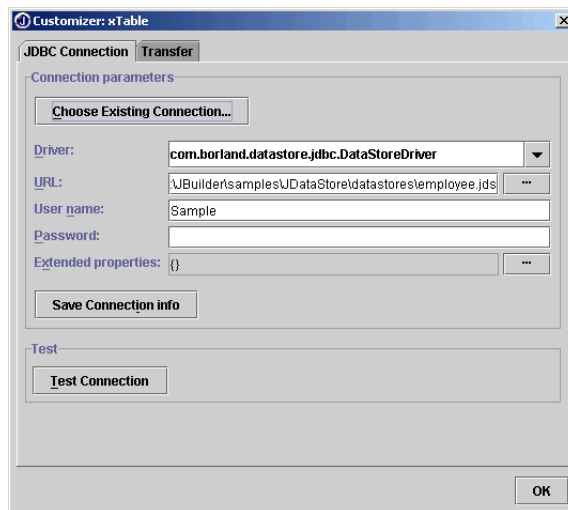 Customizer: xTable
JDBC Connection Transfer
Connection parameters
Choose Existing Connection...
Driver: com.borland.datastore.jdbc.DataStoreDriver
URL: :\JBuilder\samples\JDataStore\datastores\employee.jds ...
User name: Sample
Password:
Extended properties: {} ...
Save Connection info
Test
Test Connection
OK